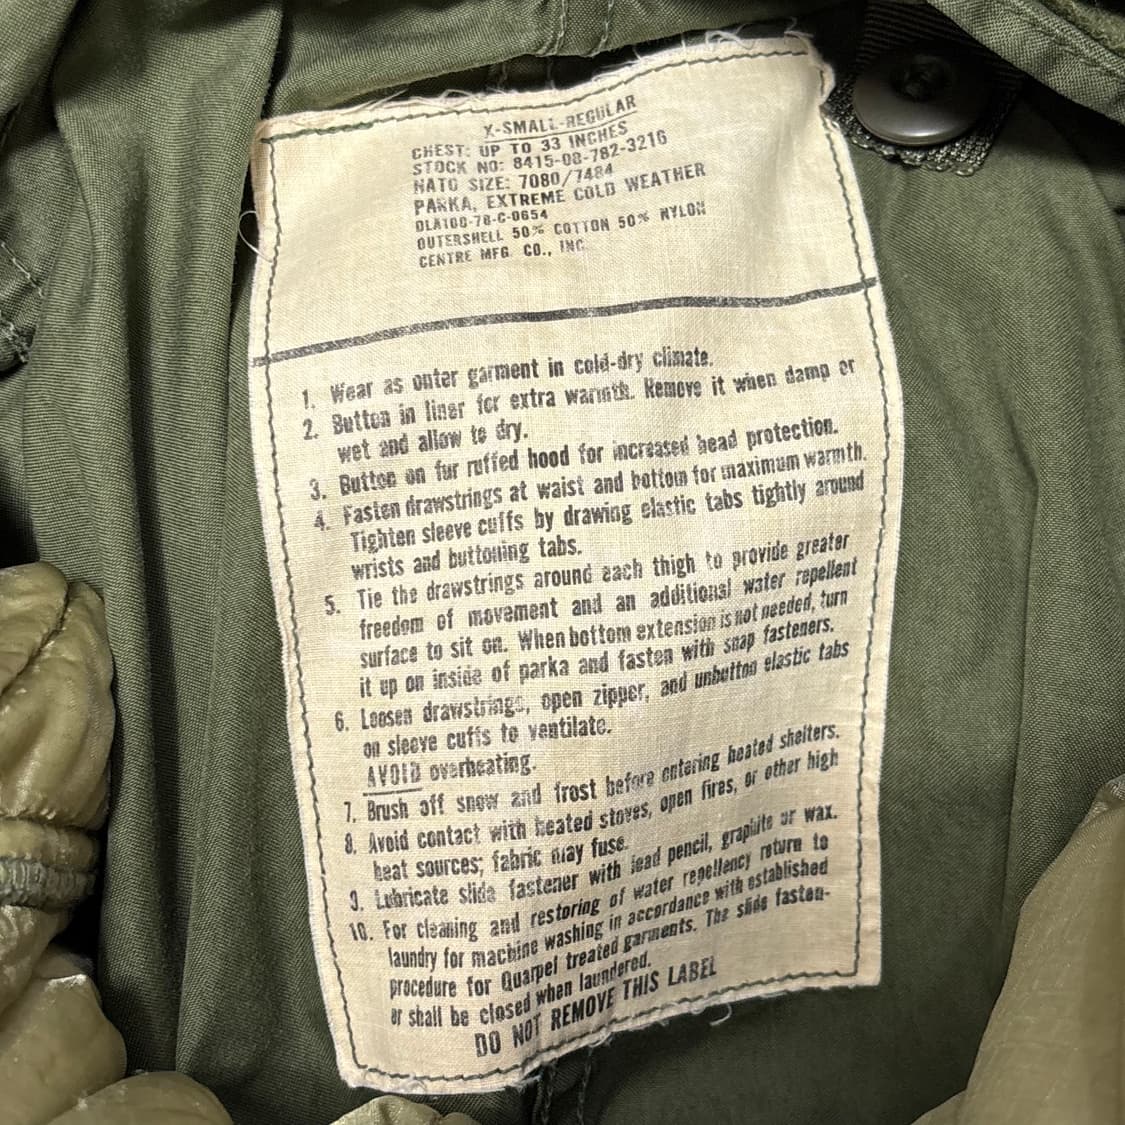 X-SMALL-REGULAR
CHEST: UP TO 33 INCHES
STOCK NO: 8415-00-782-3216
NATO SIZE: 7080/7484
PARKA, EXTREME COLD WEATHER
DLA100-78-C-0654
OUTERSHELL 50% COTTON 50% NYLON
CENTRE MFG. CO., INC.
1. Wear as outer garment in cold-dry climate.
2. Button in liner for extra warmth. Remove it when damp or
wet and allow to dry.
3. Button on fur ruffed hood for increased head protection.
4. Fasten drawstrings at waist and bottom for maximum warmth.
Tighten sleeve cuffs by drawing elastic tabs tightly around
wrists and buttoning tabs.
5. Tie the drawstrings around each thigh to provide greater
freedom of movement and an additional water repellent
surface to sit on. When bottom extension is not needed, turn
it up on inside of parka and fasten with snap fasteners.
6. Loosen drawstrings, open zipper, and unbutton elastic tabs
on sleeve cuffs to ventilate.
AVOID overheating.
7. Brush off snow and frost before entering heated shelters.
8. Avoid contact with heated stoves, open fires, or other high
heat sources; fabric may fuse.
9. Lubricate slide fastener with lead pencil, graphite or wax.
10. For cleaning and restoring of water repellency return to
laundry for machine washing in accordance with established
procedure for Quarpel treated garments. The slide fasten-
er shall be closed when laundered.
DO NOT REMOVE THIS LABEL